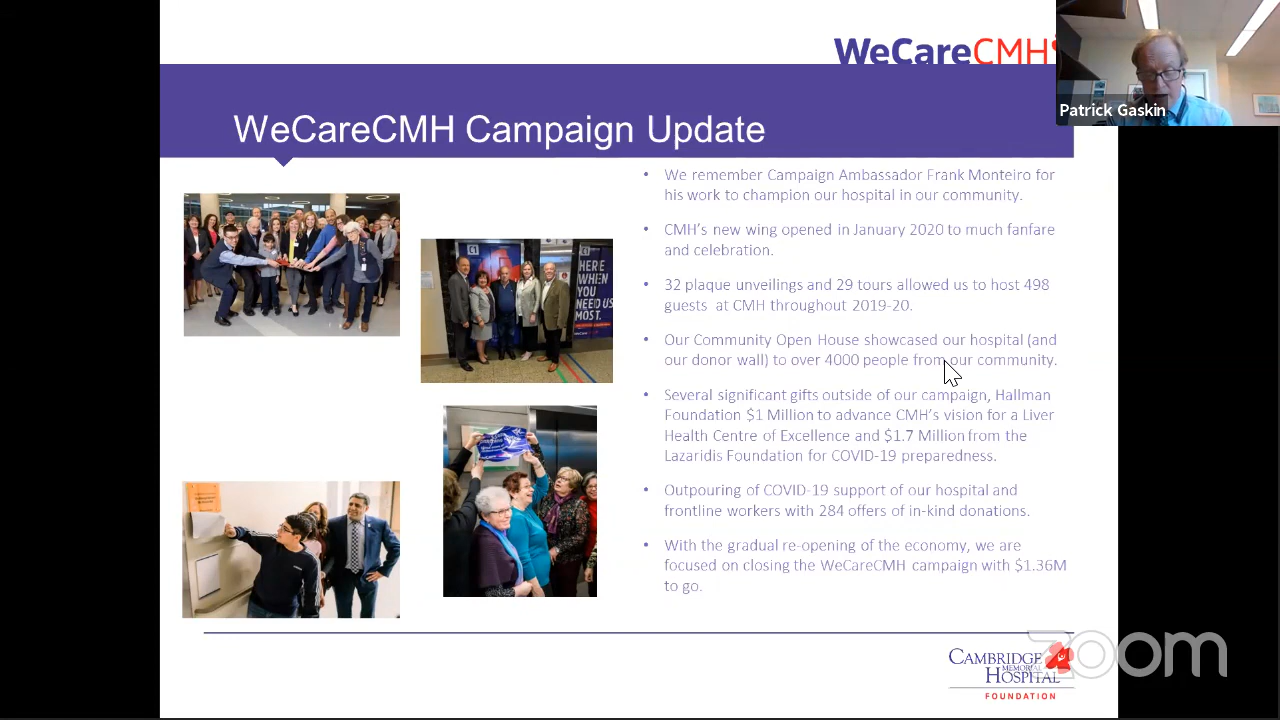 WeCareCMH
Patrick Gaskin
WeCareCMH Campaign Update
• We remember Campaign Ambassador Frank Monteiro for
his work to champion our hospital in our community.
• CMH's new wing opened in January 2020 to much fanfare
and celebration.
• 32 plaque unveilings and 29 tours allowed us to host 498
guests at CMH throughout 2019-20.
• Our Community Open House showcased our hospital (and
our donor wall) to over 4000 people from our community.
• Several significant gifts outside of our campaign, Hallman
Foundation $1 Million to advance CMH's vision for a Liver
Health Centre of Excellence and $1.7 Million from the
Lazaridis Foundation for COVID-19 preparedness.
• Outpouring of COVID-19 support of our hospital and
frontline workers with 284 offers of in-kind donations.
• With the gradual re-opening of the economy, we are
focused on closing the WeCareCMH campaign with $1.36M
to go.
HERE
WHEN
YOU
NEED US
MOST.
CAMBRIDGE
MEMORIAL
HOSPITAL
FOUNDATION
zoom